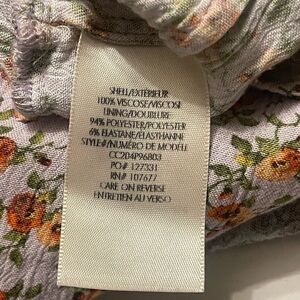 SHELL/EXTÉRIEUR
100% VISCOSE/VISCOSE
LINING/DOUBLURE
94% POLYESTER/POLYESTER
6% ELASTANE/ÉLASTHANNE
STYLE#/NUMÉRO DE MODÈLE
CC2D4P96803
PO# 127331
RN# 107677
CARE ON REVERSE
ENTRETIEN AU VERSO